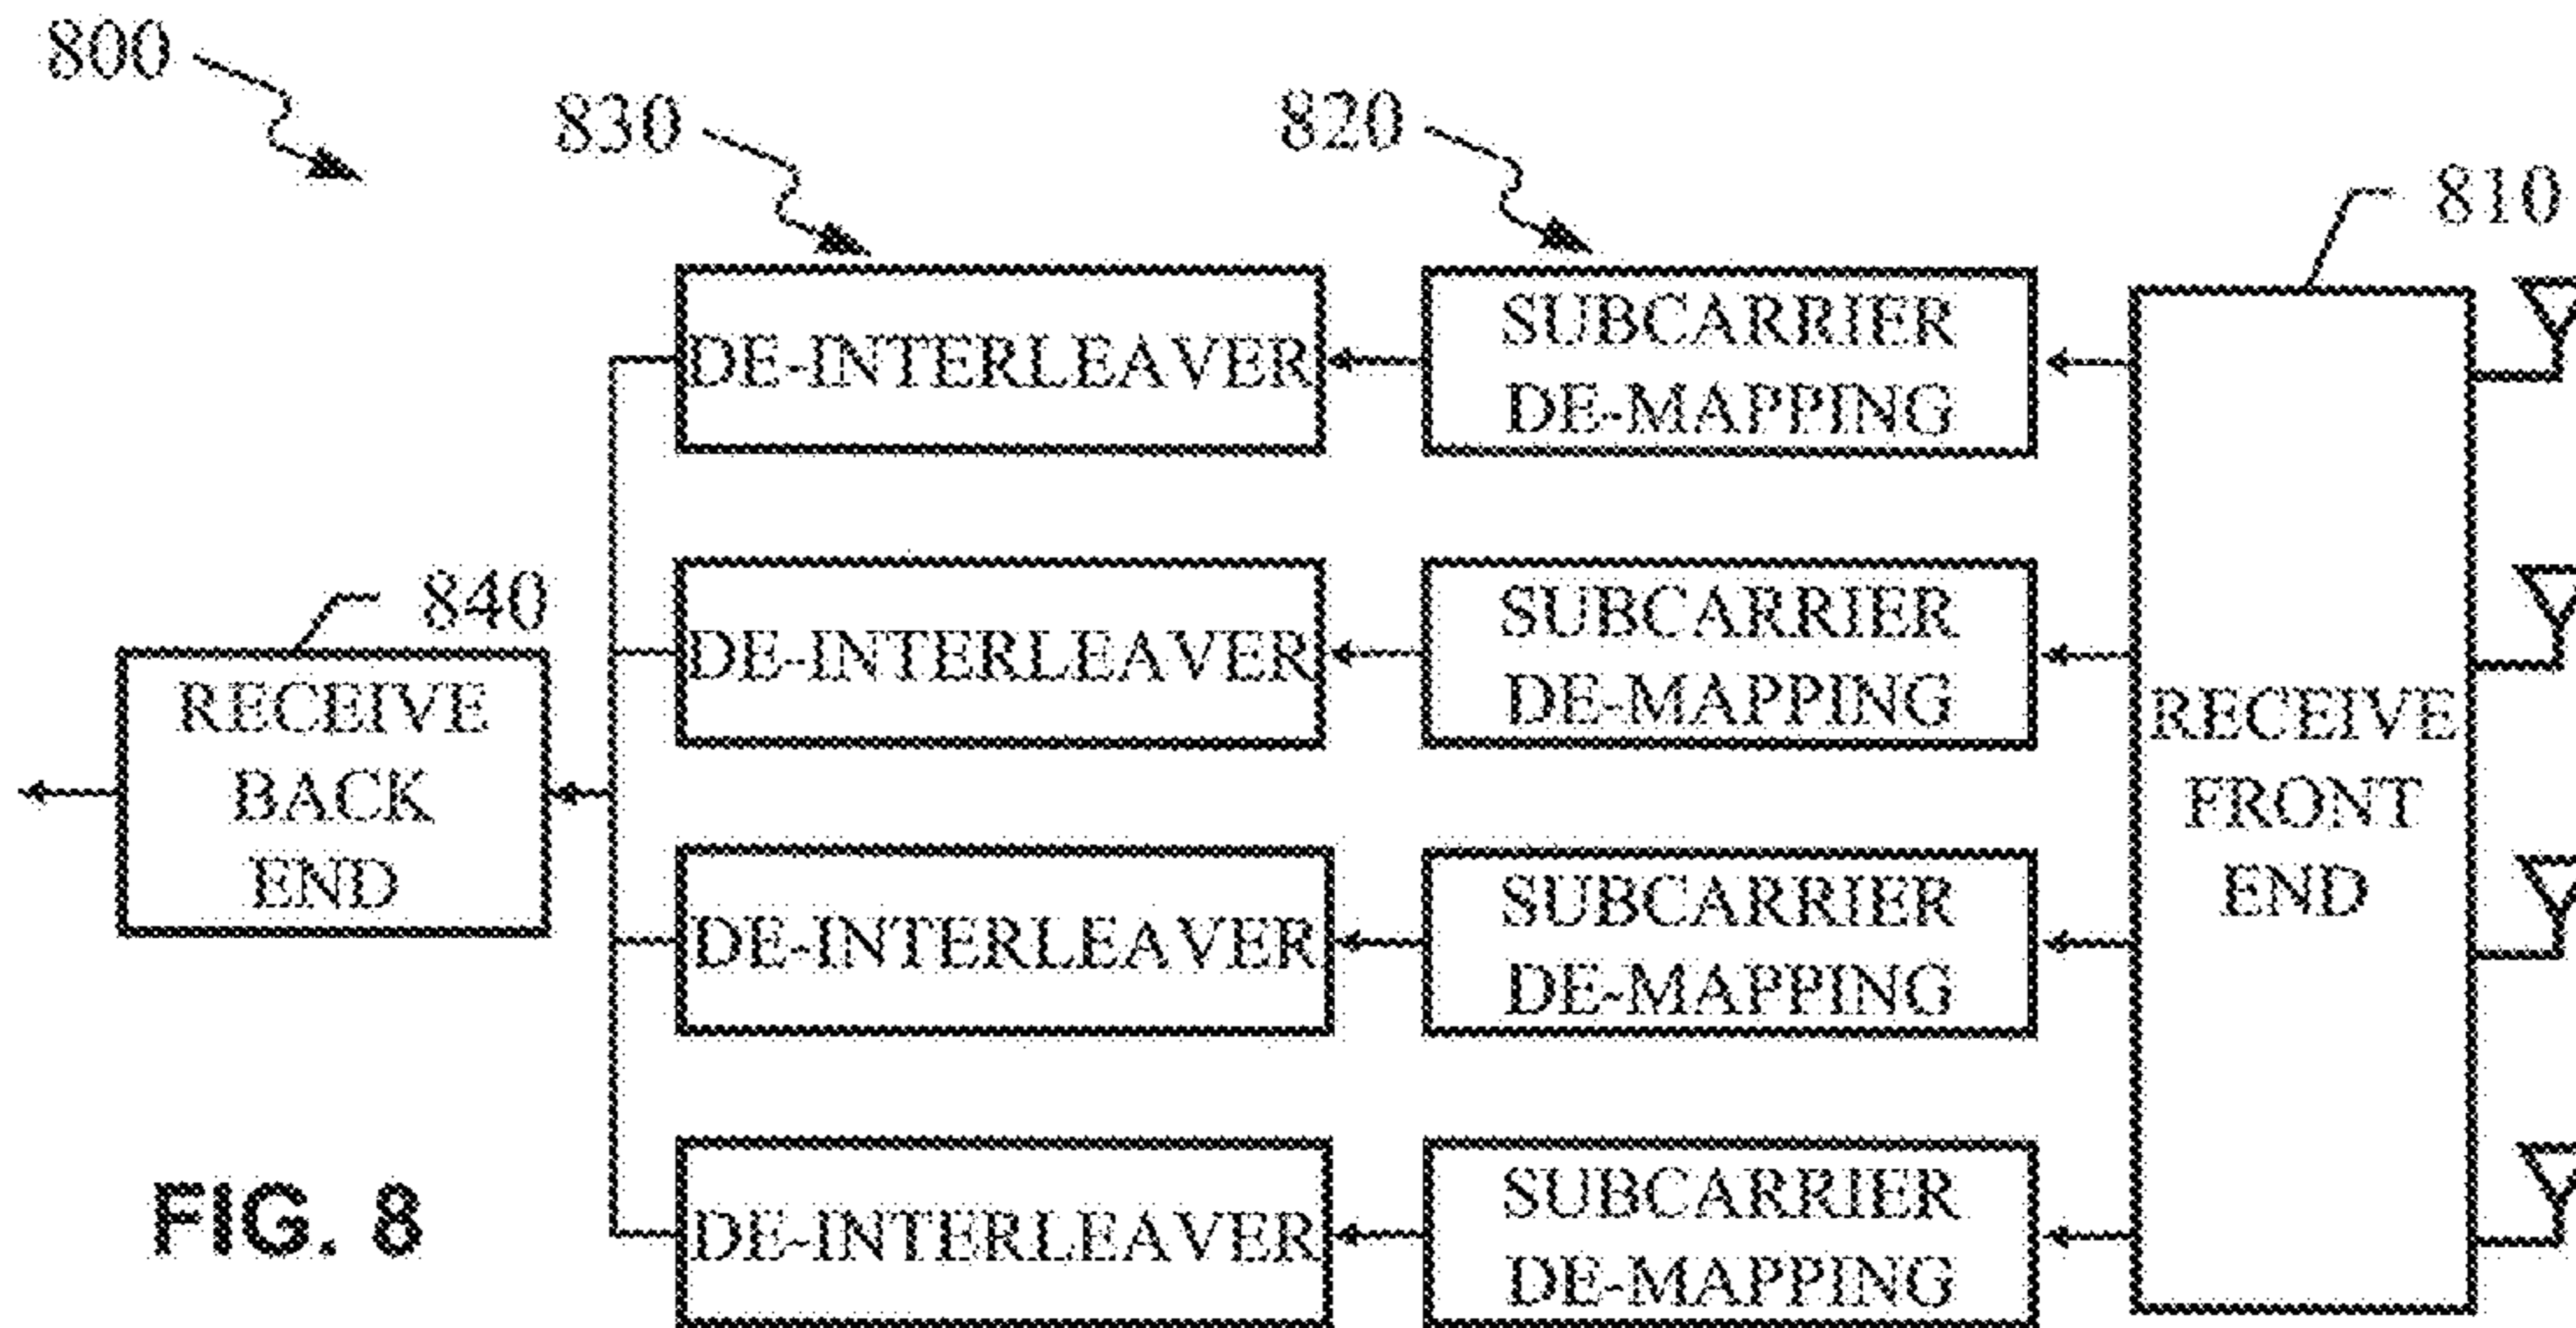 800
830
820
810
DE-INTERLEAVER
SUBCARRIER
DE-MAPPING
840
DE-INTERLEAVER
SUBCARRIER
DE-MAPPING
RECEIVE
BACK
END
RECEIVE
FRONT
END
DE-INTERLEAVER
SUBCARRIER
DE-MAPPING
DE-INTERLEAVER
SUBCARRIER
DE-MAPPING
FIG. 8